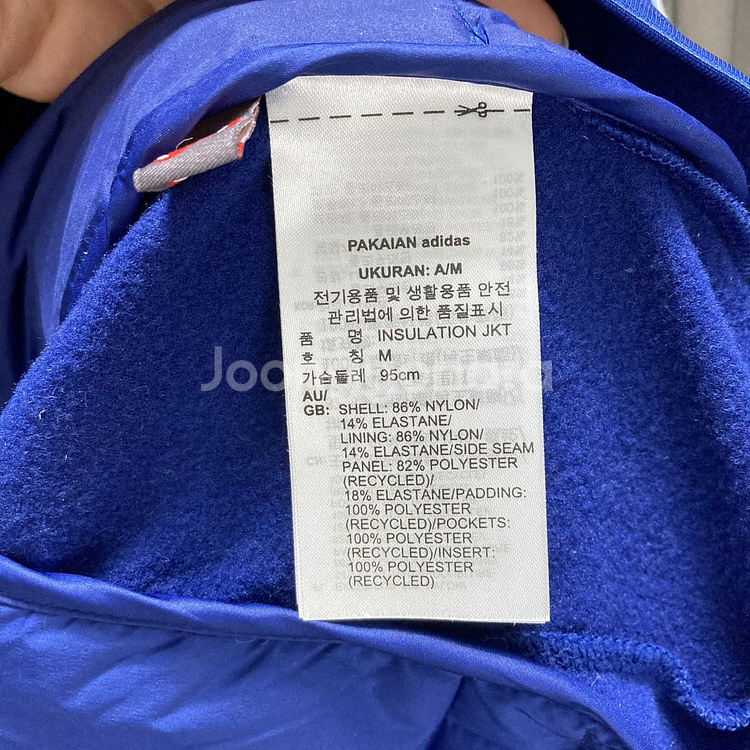 PAKAIAN adidas
UKURAN: A/M
전기용품 및 생활용품 안전
관리법에 의한 품질표시
품 명 INSULATION JKT
호 칭 M
가슴둘레 95cm
AU/
GB: SHELL: 86% NYLON/
14% ELASTANE/
LINING: 86% NYLON/
14% ELASTANE/SIDE SEAM
PANEL: 82% POLYESTER
(RECYCLED)/
18% ELASTANE/PADDING:
100% POLYESTER
(RECYCLED)/POCKETS:
100% POLYESTER
(RECYCLED)/INSERT:
100% POLYESTER
(RECYCLED)